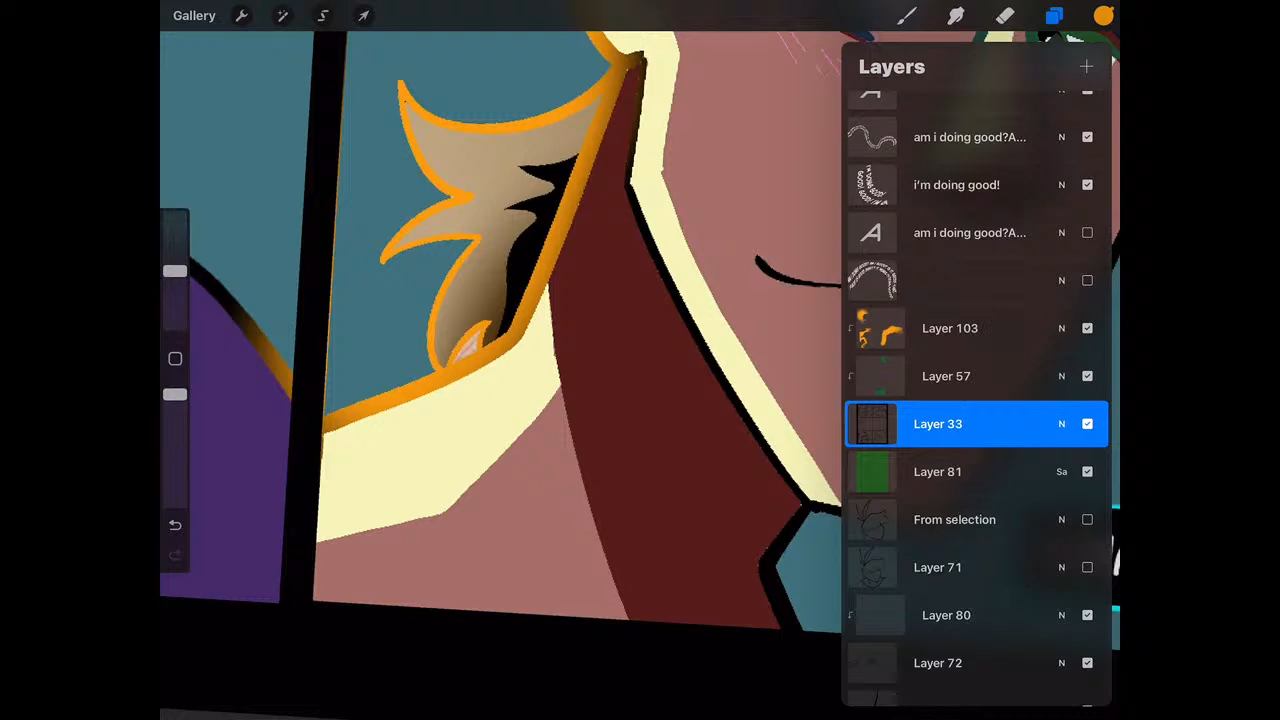 Gallery
Layers
N
am i doing good?A... N
i'm doing good! N
am i doing good?A... N
N
Layer 103 N
Layer 57 N
Layer 33 N
Layer 81 Sa
From selection N
Layer 71 N
Layer 80 N
Layer 72 N